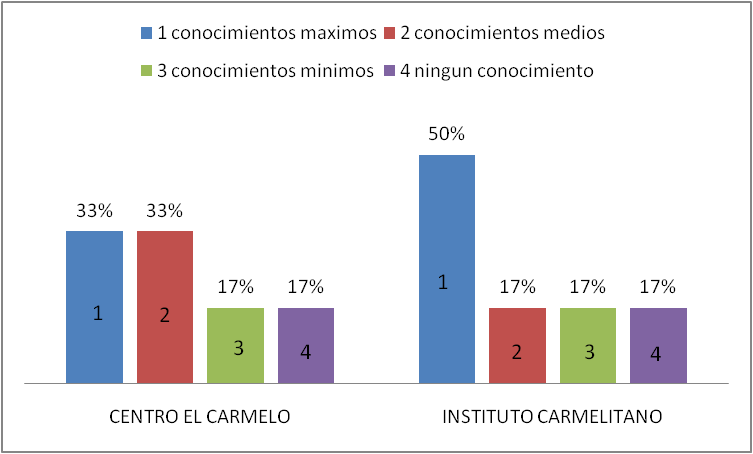 1 conocimientos maximos 2 conocimientos medios
3 conocimientos minimos 4 ningun conocimiento
50%
33% 33%
17% 17% 17% 17% 17%
1 2 3 4 1 2 3 4
CENTRO EL CARMELO INSTITUTO CARMELITANO